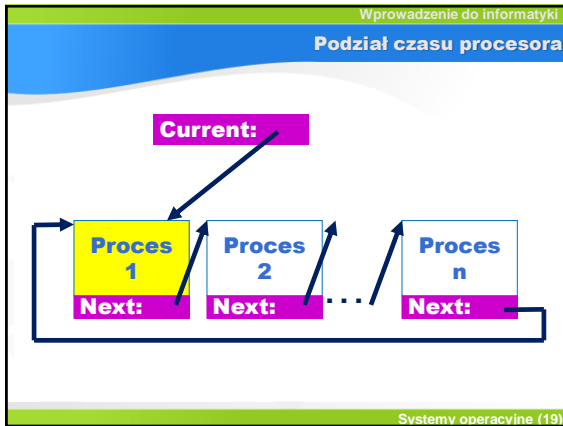 Wprowadzenie do informatyki
Podział czasu procesora
Current:
Proces
1
Next:
Proces
2
Next:
...
Proces
n
Next:
Systemy operacyjne (19)